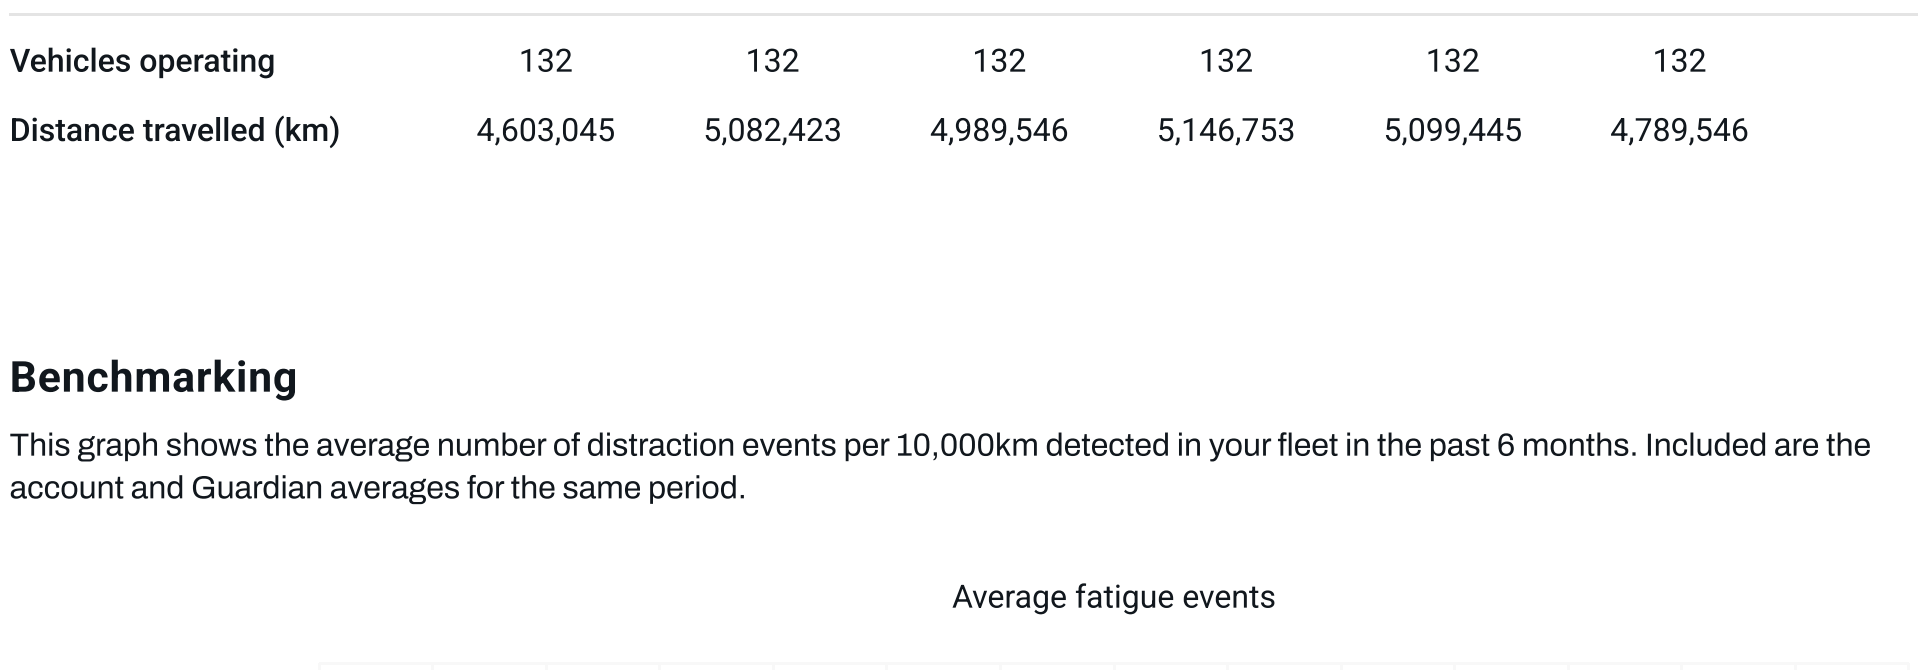 Vehicles operating 132 132 132 132 132 132
Distance travelled (km) 4,603,045 5,082,423 4,989,546 5,146,753 5,099,445 4,789,546
Benchmarking
This graph shows the average number of distraction events per 10,000km detected in your fleet in the past 6 months. Included are the
account and Guardian averages for the same period.
Average fatigue events